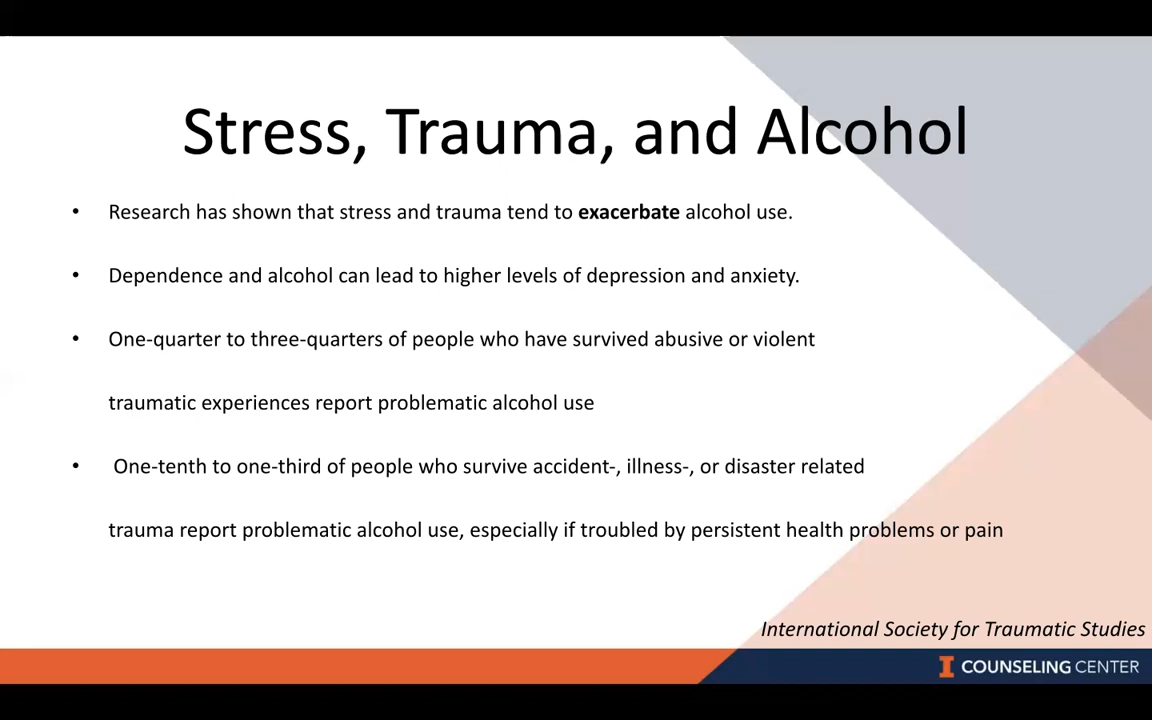 Stress, Trauma, and Alcohol
• Research has shown that stress and trauma tend to exacerbate alcohol use.
• Dependence and alcohol can lead to higher levels of depression and anxiety.
• One-quarter to three-quarters of people who have survived abusive or violent
traumatic experiences report problematic alcohol use
• One-tenth to one-third of people who survive accident-, illness-, or disaster related
trauma report problematic alcohol use, especially if troubled by persistent health problems or pain
International Society for Traumatic Studies
I COUNSELING CENTER